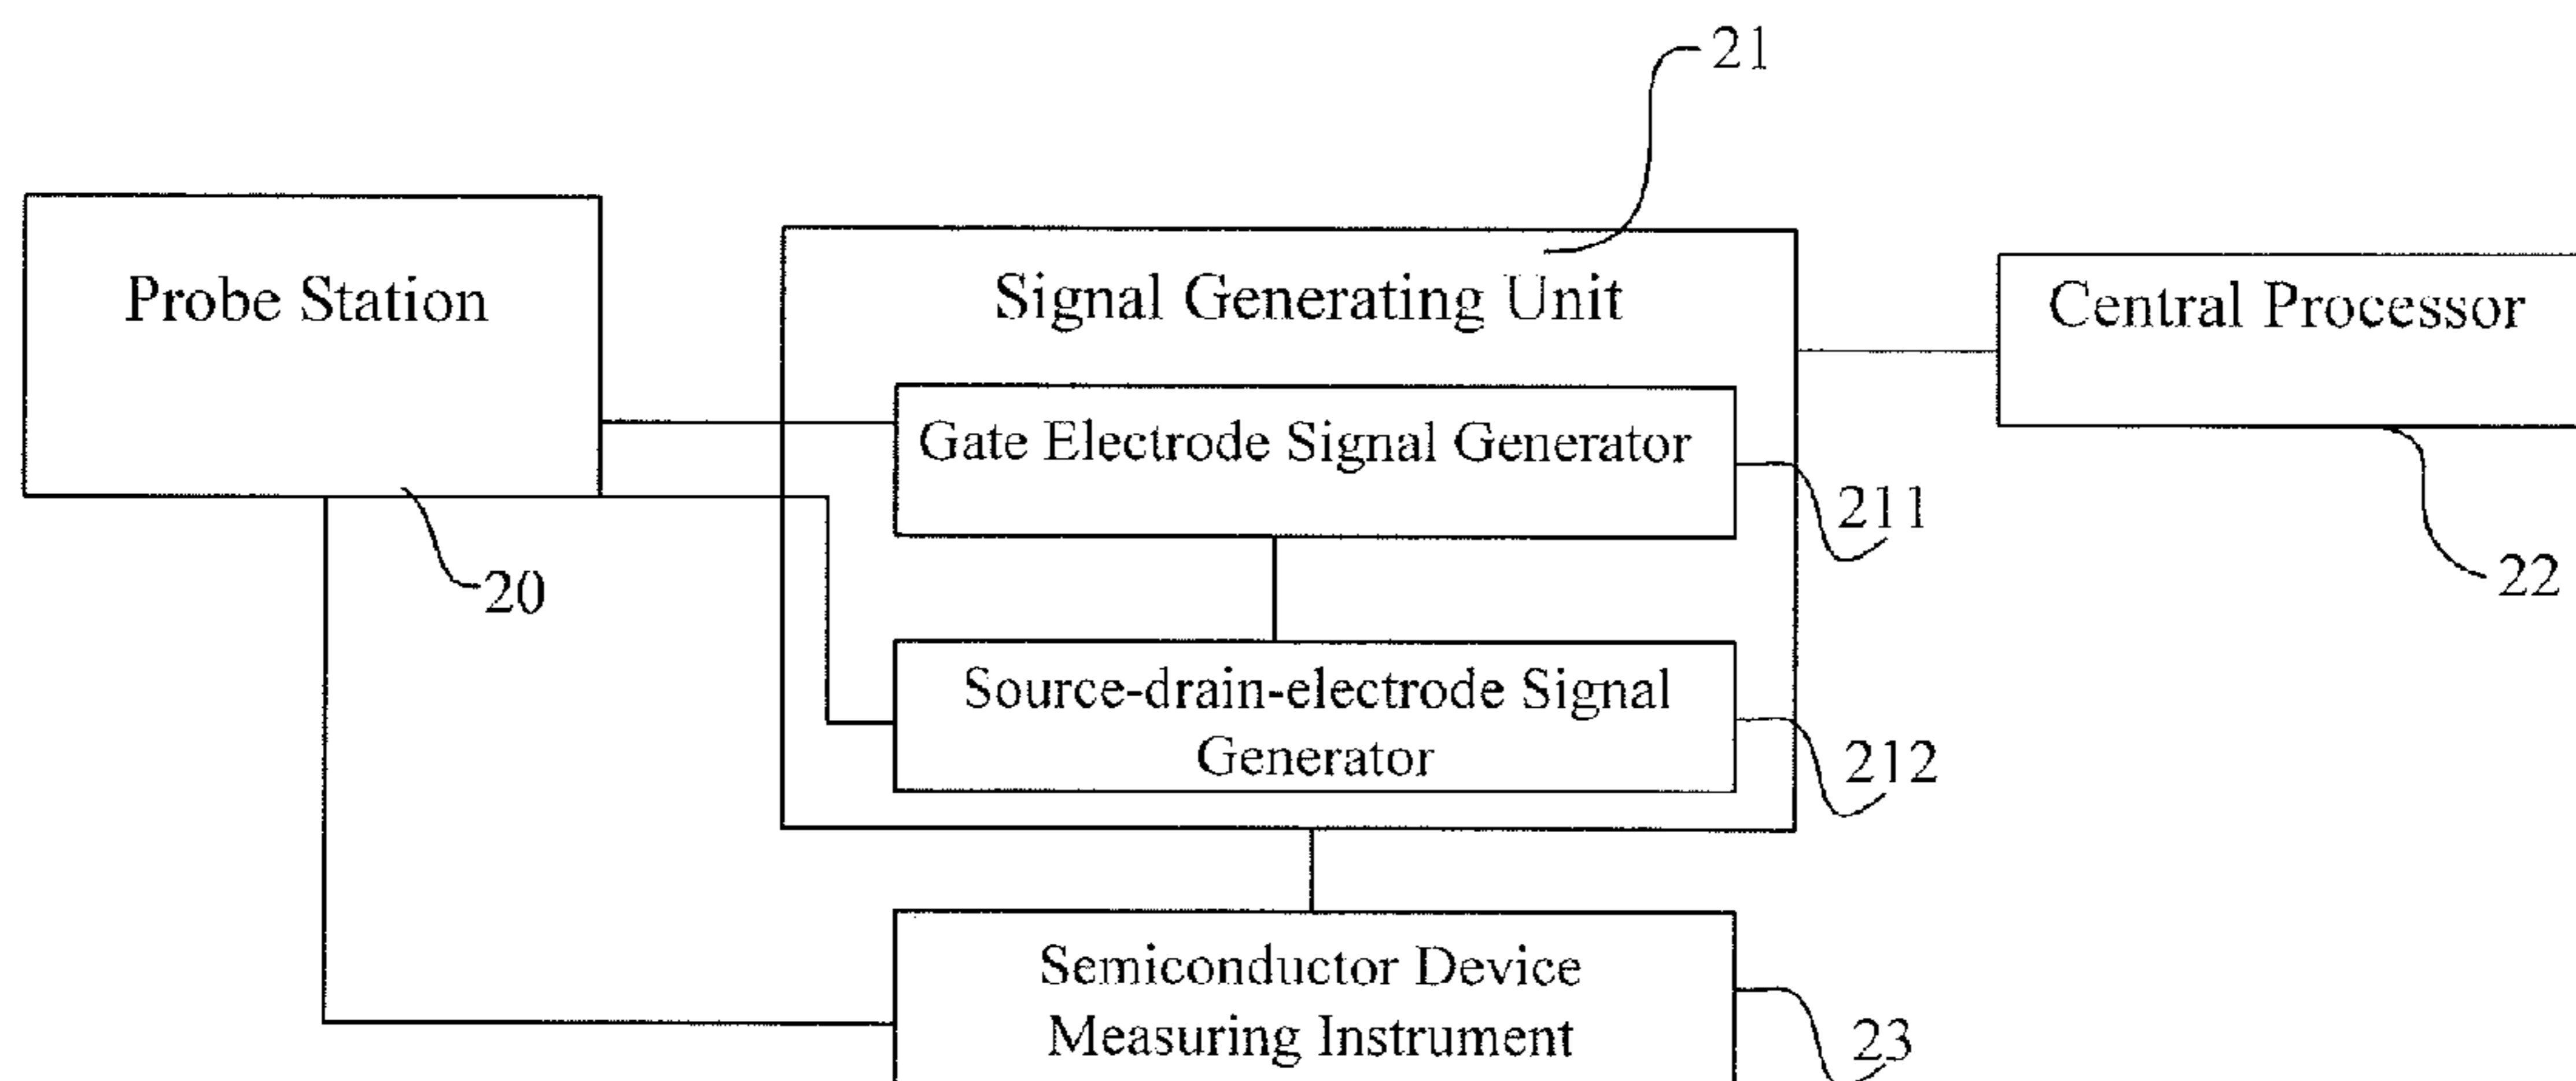 21
Probe Station
Signal Generating Unit
Central Processor
Gate Electrode Signal Generator
211
20
22
Source-drain-electrode Signal
Generator
212
Semiconductor Device
Measuring Instrument
23